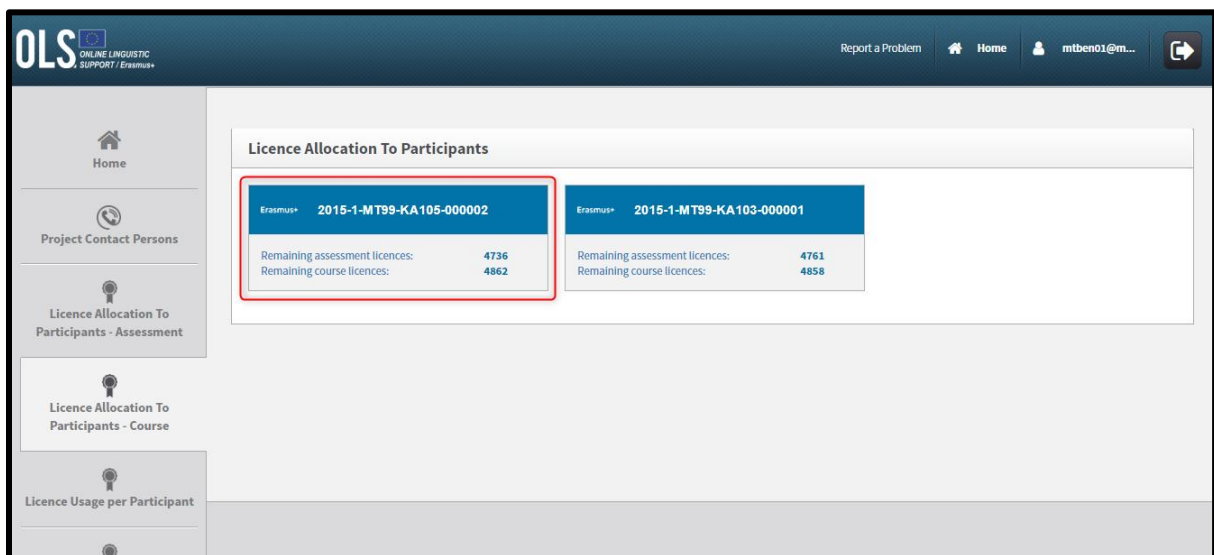 OLS
ONLINE LINGUISTIC
SUPPORT / Erasmus+
Report a Problem
Home
mtben01@m...
Home
Project Contact Persons
Licence Allocation To
Participants - Assessment
Licence Allocation To
Participants - Course
Licence Usage per Participant
Licence Allocation To Participants
Erasmus+ 2015-1-MT99-KA105-000002
Remaining assessment licences: 4736
Remaining course licences: 4862
Erasmus+ 2015-1-MT99-KA103-000001
Remaining assessment licences: 4761
Remaining course licences: 4858